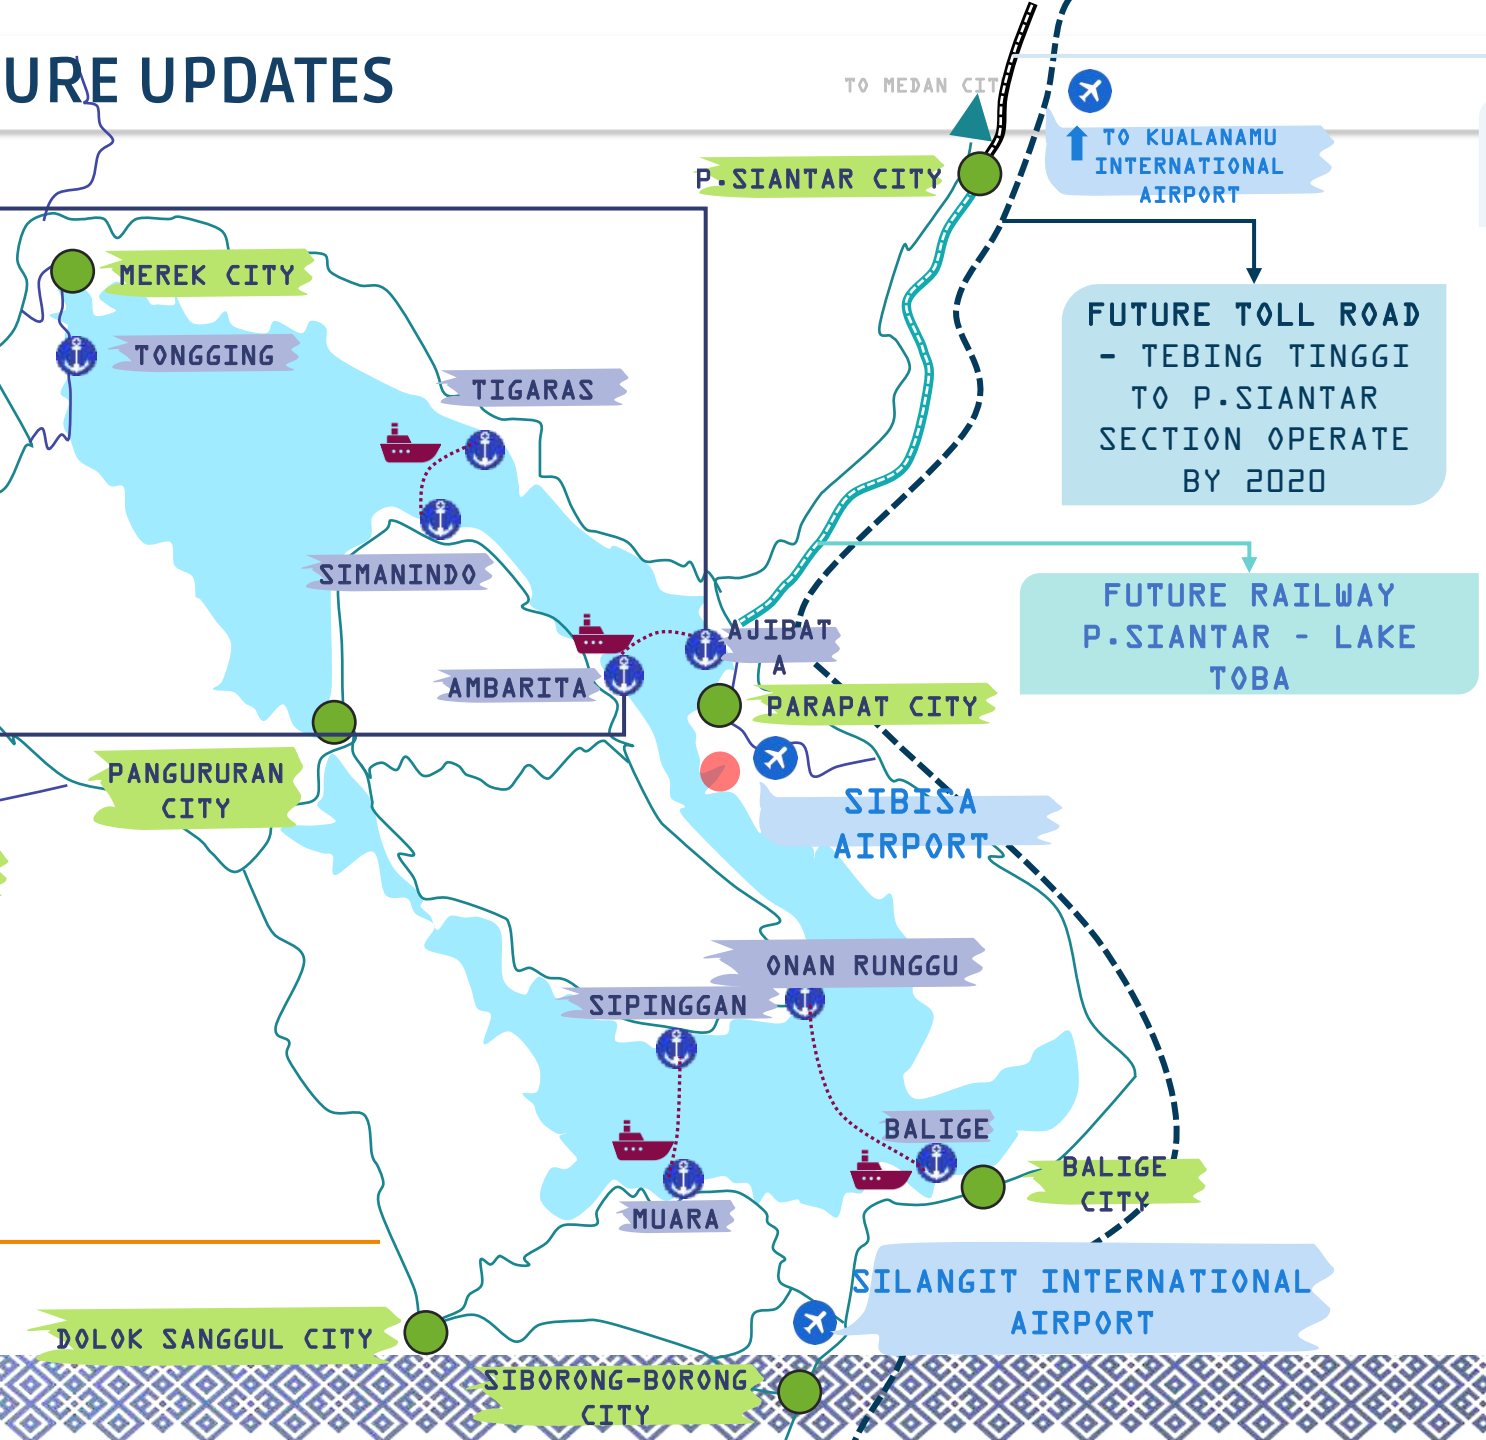 URE UPDATES
TO MEDAN CIT
TO KUALANAMU
INTERNATIONAL
AIRPORT
P.SIANTAR CITY
MEREK CITY
FUTURE TOLL ROAD
- TEBING TINGGI
TO P.SIANTAR
SECTION OPERATE
BY 2020
TONGGING
TIGARAS
SIMANINDO
FUTURE RAILWAY
P.SIANTAR - LAKE
TOBA
AJIBAT
A
AMBARITA
PARAPAT CITY
PANGURURAN
CITY
SIBISA
AIRPORT
ONAN RUNGGU
SIPINGGAN
BALIGE
BALIGE
CITY
MUARA
SILANGIT INTERNATIONAL
AIRPORT
DOLOK SANGGUL CITY
SIBORONG-BORONG
CITY